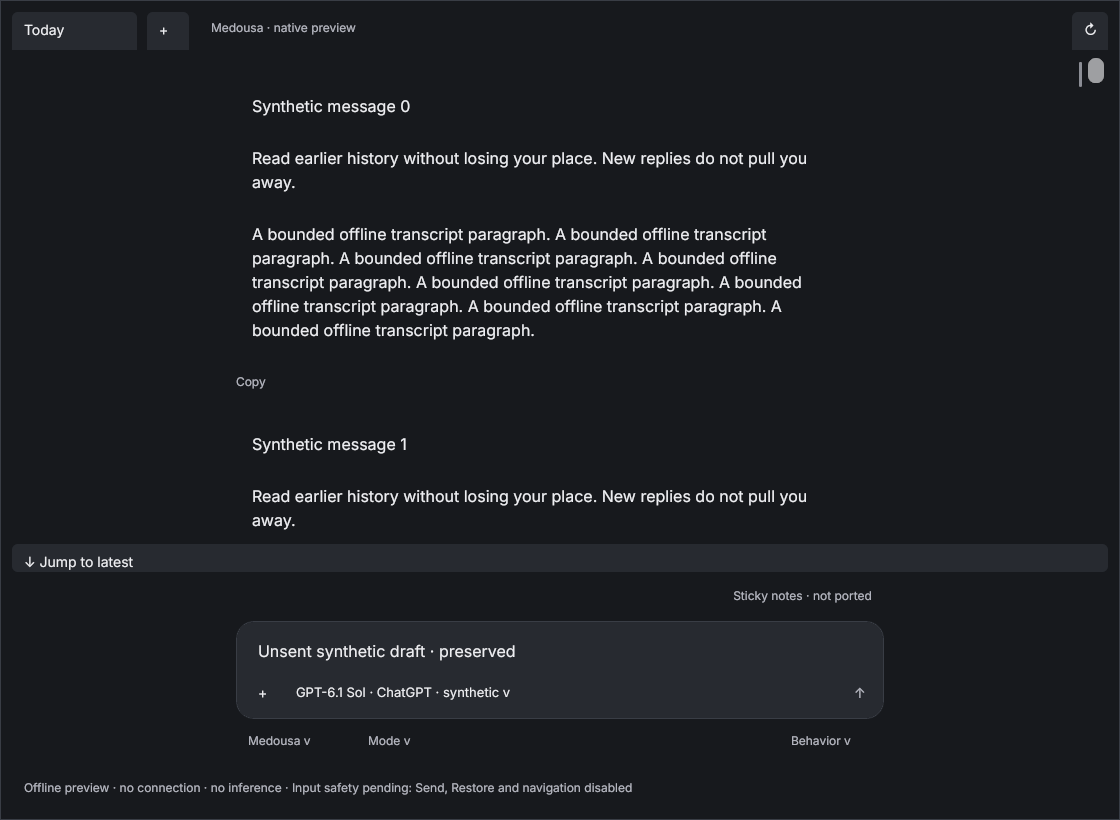 Today
+
Medousa · native preview
Synthetic message 0
Read earlier history without losing your place. New replies do not pull you
away.
A bounded offline transcript paragraph. A bounded offline transcript
paragraph. A bounded offline transcript paragraph. A bounded offline
transcript paragraph. A bounded offline transcript paragraph. A bounded
offline transcript paragraph. A bounded offline transcript paragraph. A
bounded offline transcript paragraph.
Copy
Synthetic message 1
Read earlier history without losing your place. New replies do not pull you
away.
↓ Jump to latest
Sticky notes · not ported
Unsent synthetic draft · preserved
+ GPT-6.1 Sol · ChatGPT · synthetic v ↑
Medousa v Mode v Behavior v
Offline preview · no connection · no inference · Input safety pending: Send, Restore and navigation disabled